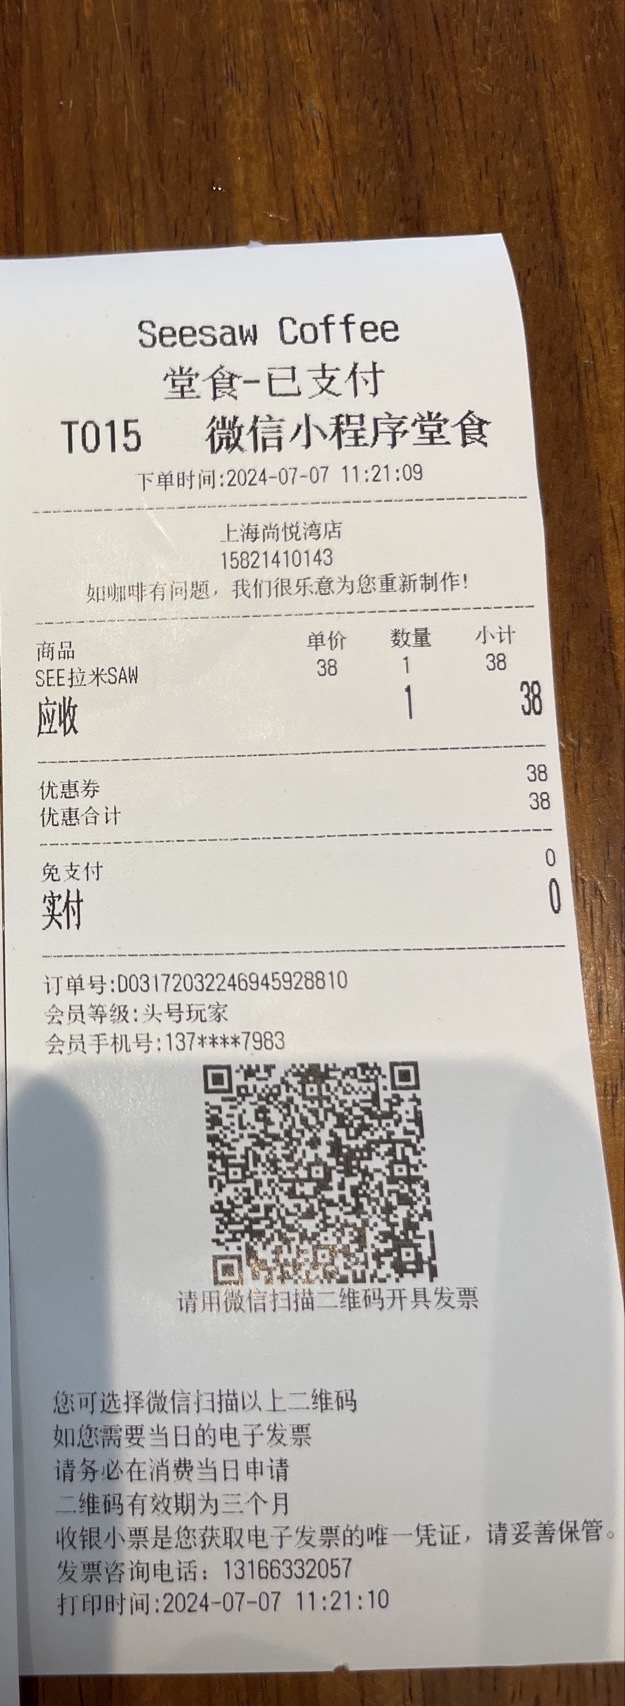 Seesaw Coffee
堂食-已支付
T015 微信小程序堂食
下单时间:2024-07-07 11:21:09
上海尚悦湾店
15821410143
如咖啡有问题，我们很乐意为您重新制作!
商品 单价 数量 小计
SEE拉米SAW 38 1 38
应收 1 38
优惠券 38
优惠合计 38
免支付 0
实付 0
订单号:D03172032246945928810
会员等级:头号玩家
会员手机号:137****7983
请用微信扫描二维码开具发票
您可选择微信扫描以上二维码
如您需要当日的电子发票
请务必在消费当日申请
二维码有效期为三个月
收银小票是您获取电子发票的唯一凭证，请妥善保管。
发票咨询电话：13166332057
打印时间:2024-07-07 11:21:10